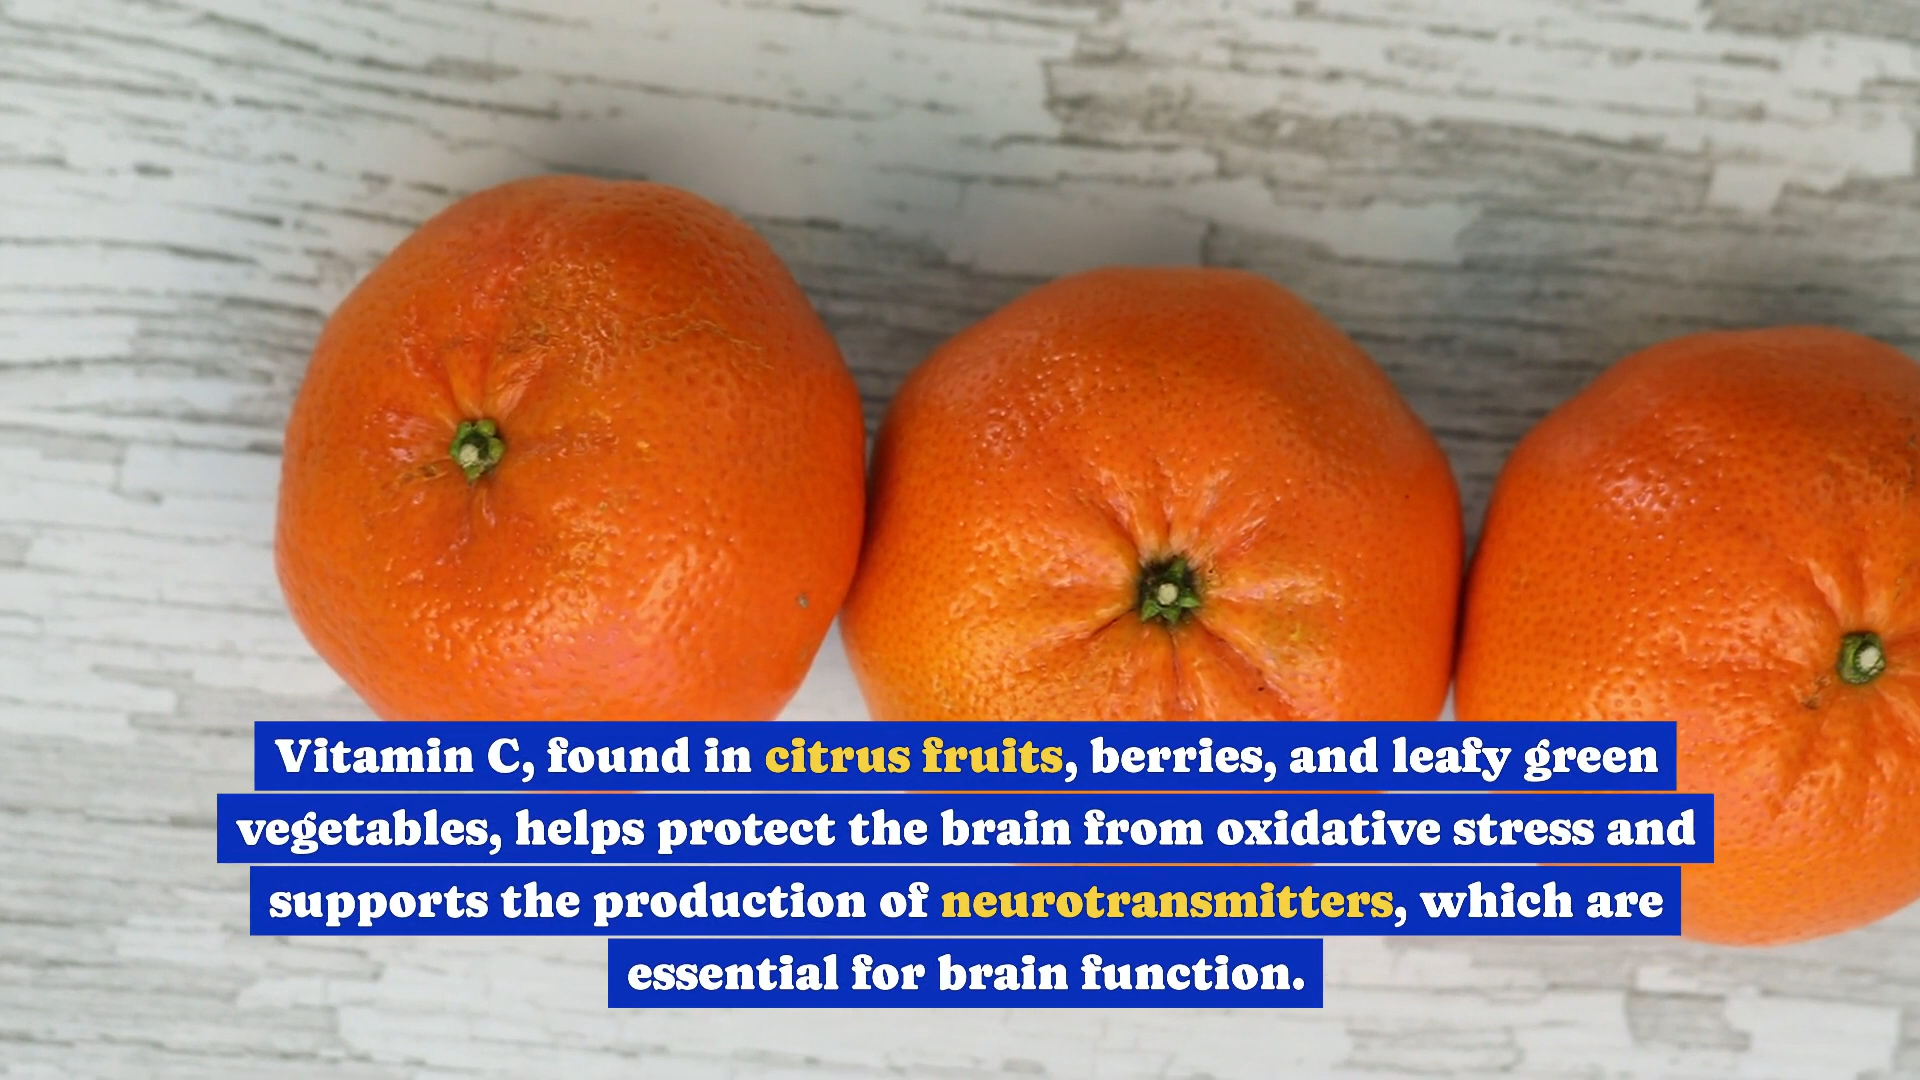 Vitamin C, found in citrus fruits, berries, and leafy green
vegetables, helps protect the brain from oxidative stress and
supports the production of neurotransmitters, which are
essential for brain function.